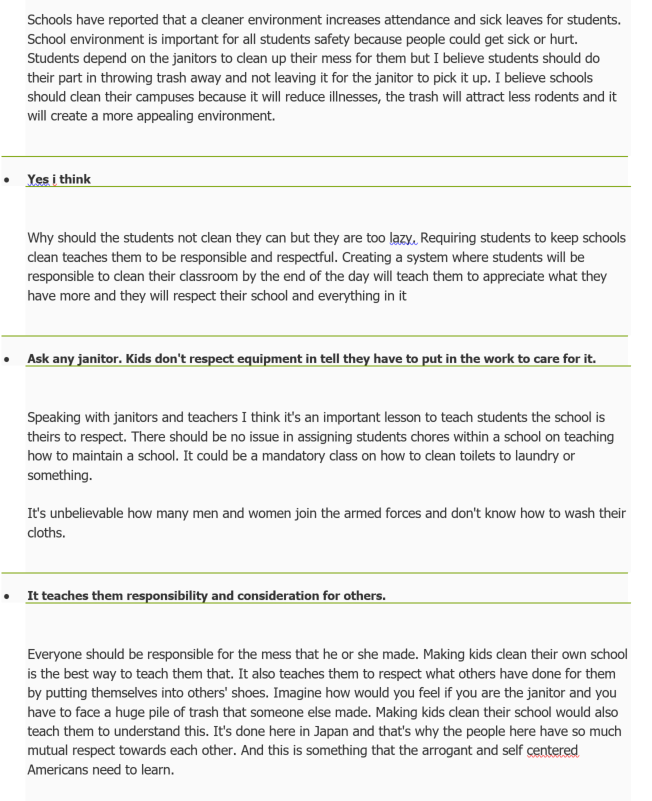 Schools have reported that a cleaner environment increases attendance and sick leaves for students.
School environment is important for all students safety because people could get sick or hurt.
Students depend on the janitors to clean up their mess for them but I believe students should do
their part in throwing trash away and not leaving it for the janitor to pick it up. I believe schools
should clean their campuses because it will reduce illnesses, the trash will attract less rodents and it
will create a more appealing environment.
• Yes i think
Why should the students not clean they can but they are too lazy, Requiring students to keep schools
clean teaches them to be responsible and respectful. Creating a system where students will be
responsible to clean their classroom by the end of the day will teach them to appreciate what they
have more and they will respect their school and everything in it
• Ask any janitor. Kids don't respect equipment in tell they have to put in the work to care for it.
Speaking with janitors and teachers I think it's an important lesson to teach students the school is
theirs to respect. There should be no issue in assigning students chores within a school on teaching
how to maintain a school. It could be a mandatory class on how to clean toilets to laundry or
something.
It's unbelievable how many men and women join the armed forces and don't know how to wash their
cloths.
• It teaches them responsibility and consideration for others.
Everyone should be responsible for the mess that he or she made. Making kids clean their own school
is the best way to teach them that. It also teaches them to respect what others have done for them
by putting themselves into others' shoes. Imagine how would you feel if you are the janitor and you
have to face a huge pile of trash that someone else made. Making kids clean their school would also
teach them to understand this. It's done here in Japan and that's why the people here have so much
mutual respect towards each other. And this is something that the arrogant and self centered
Americans need to learn.